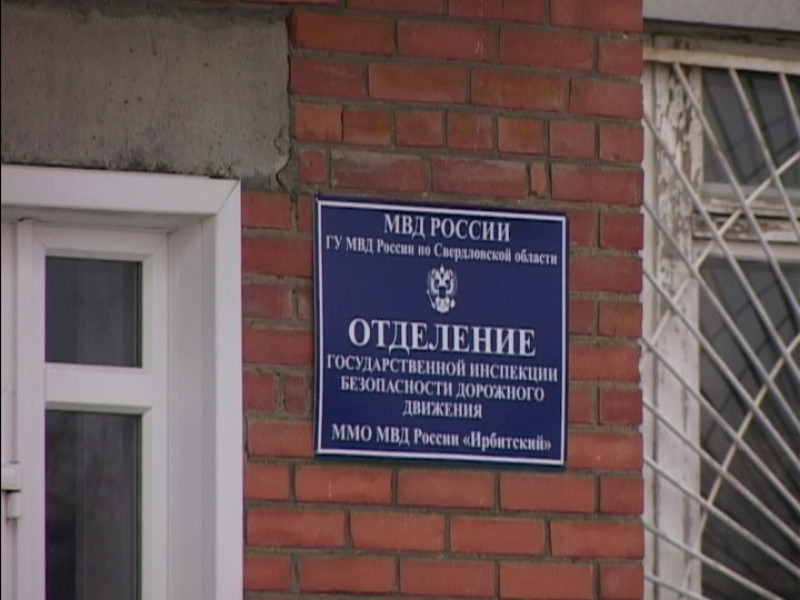 МВД РОССИИ
ГУ МВД России по Свердловской области
ОТДЕЛЕНИЕ
ГОСУДАРСТВЕННОЙ ИНСПЕКЦИИ
БЕЗОПАСНОСТИ ДОРОЖНОГО
ДВИЖЕНИЯ
ММО МВД России «Ирбитский»